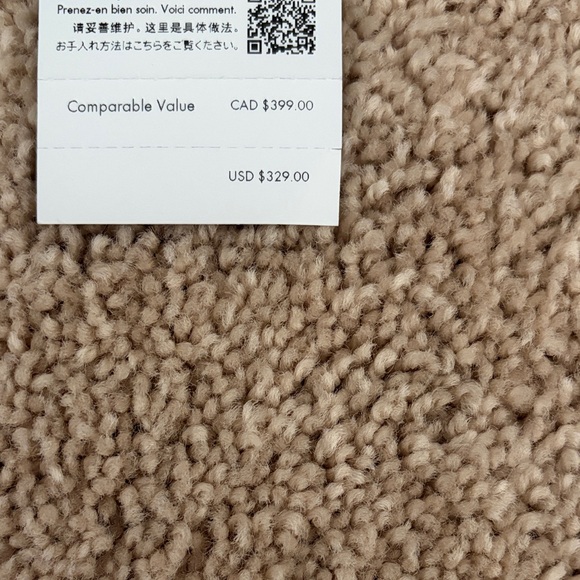 Prenez-en bien soin. Voici comment.
请妥善维护。这里是具体做法。
お手入れ方法はこちらをご覧ください。
Comparable Value CAD $399.00
USD $329.00